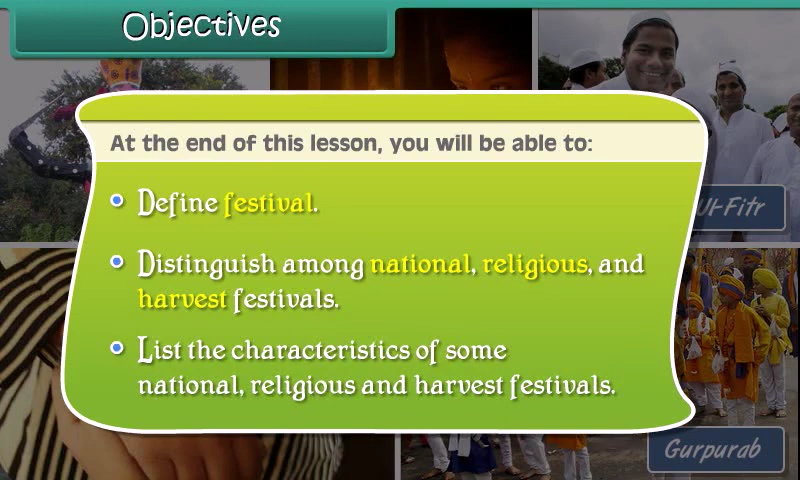 Objectives
At the end of this lesson, you will be able to:
Define festival.
Distinguish among national, religious, and
harvest festivals.
List the characteristics of some
national, religious and harvest festivals.
Ul-Fitr
Gurpurab